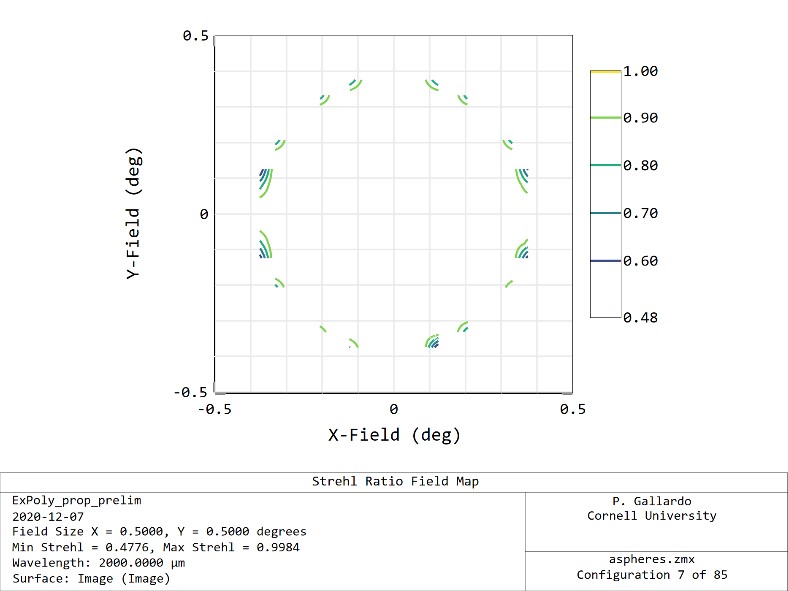 0.5
0
-0.5
Y-Field (deg)
-0.5
0
0.5
X-Field (deg)
1.00
0.90
0.80
0.70
0.60
0.48
Strehl Ratio Field Map
ExPoly_prop_prelim
2020-12-07
Field Size X = 0.5000, Y = 0.5000 degrees
Min Strehl = 0.4776, Max Strehl = 0.9984
Wavelength: 2000.0000 µm
Surface: Image (Image)
P. Gallardo
Cornell University
aspheres.zmx
Configuration 7 of 85